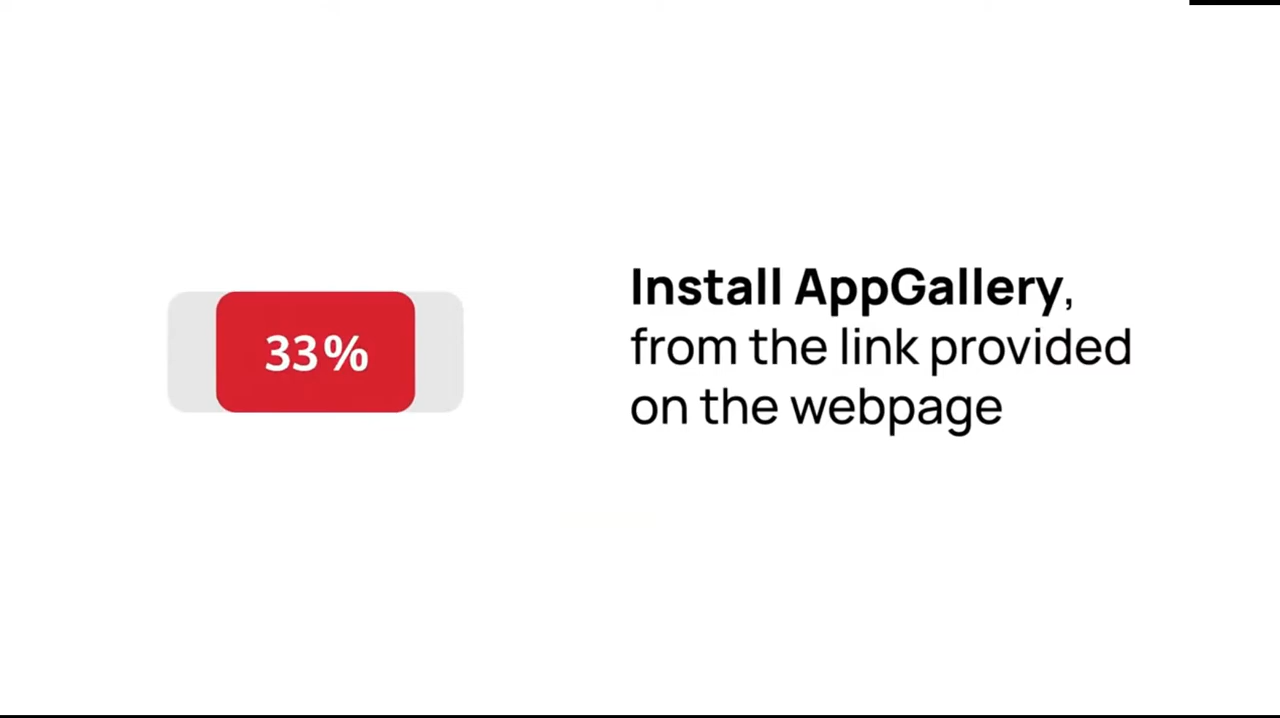 33%
Install AppGallery,
from the link provided
on the webpage